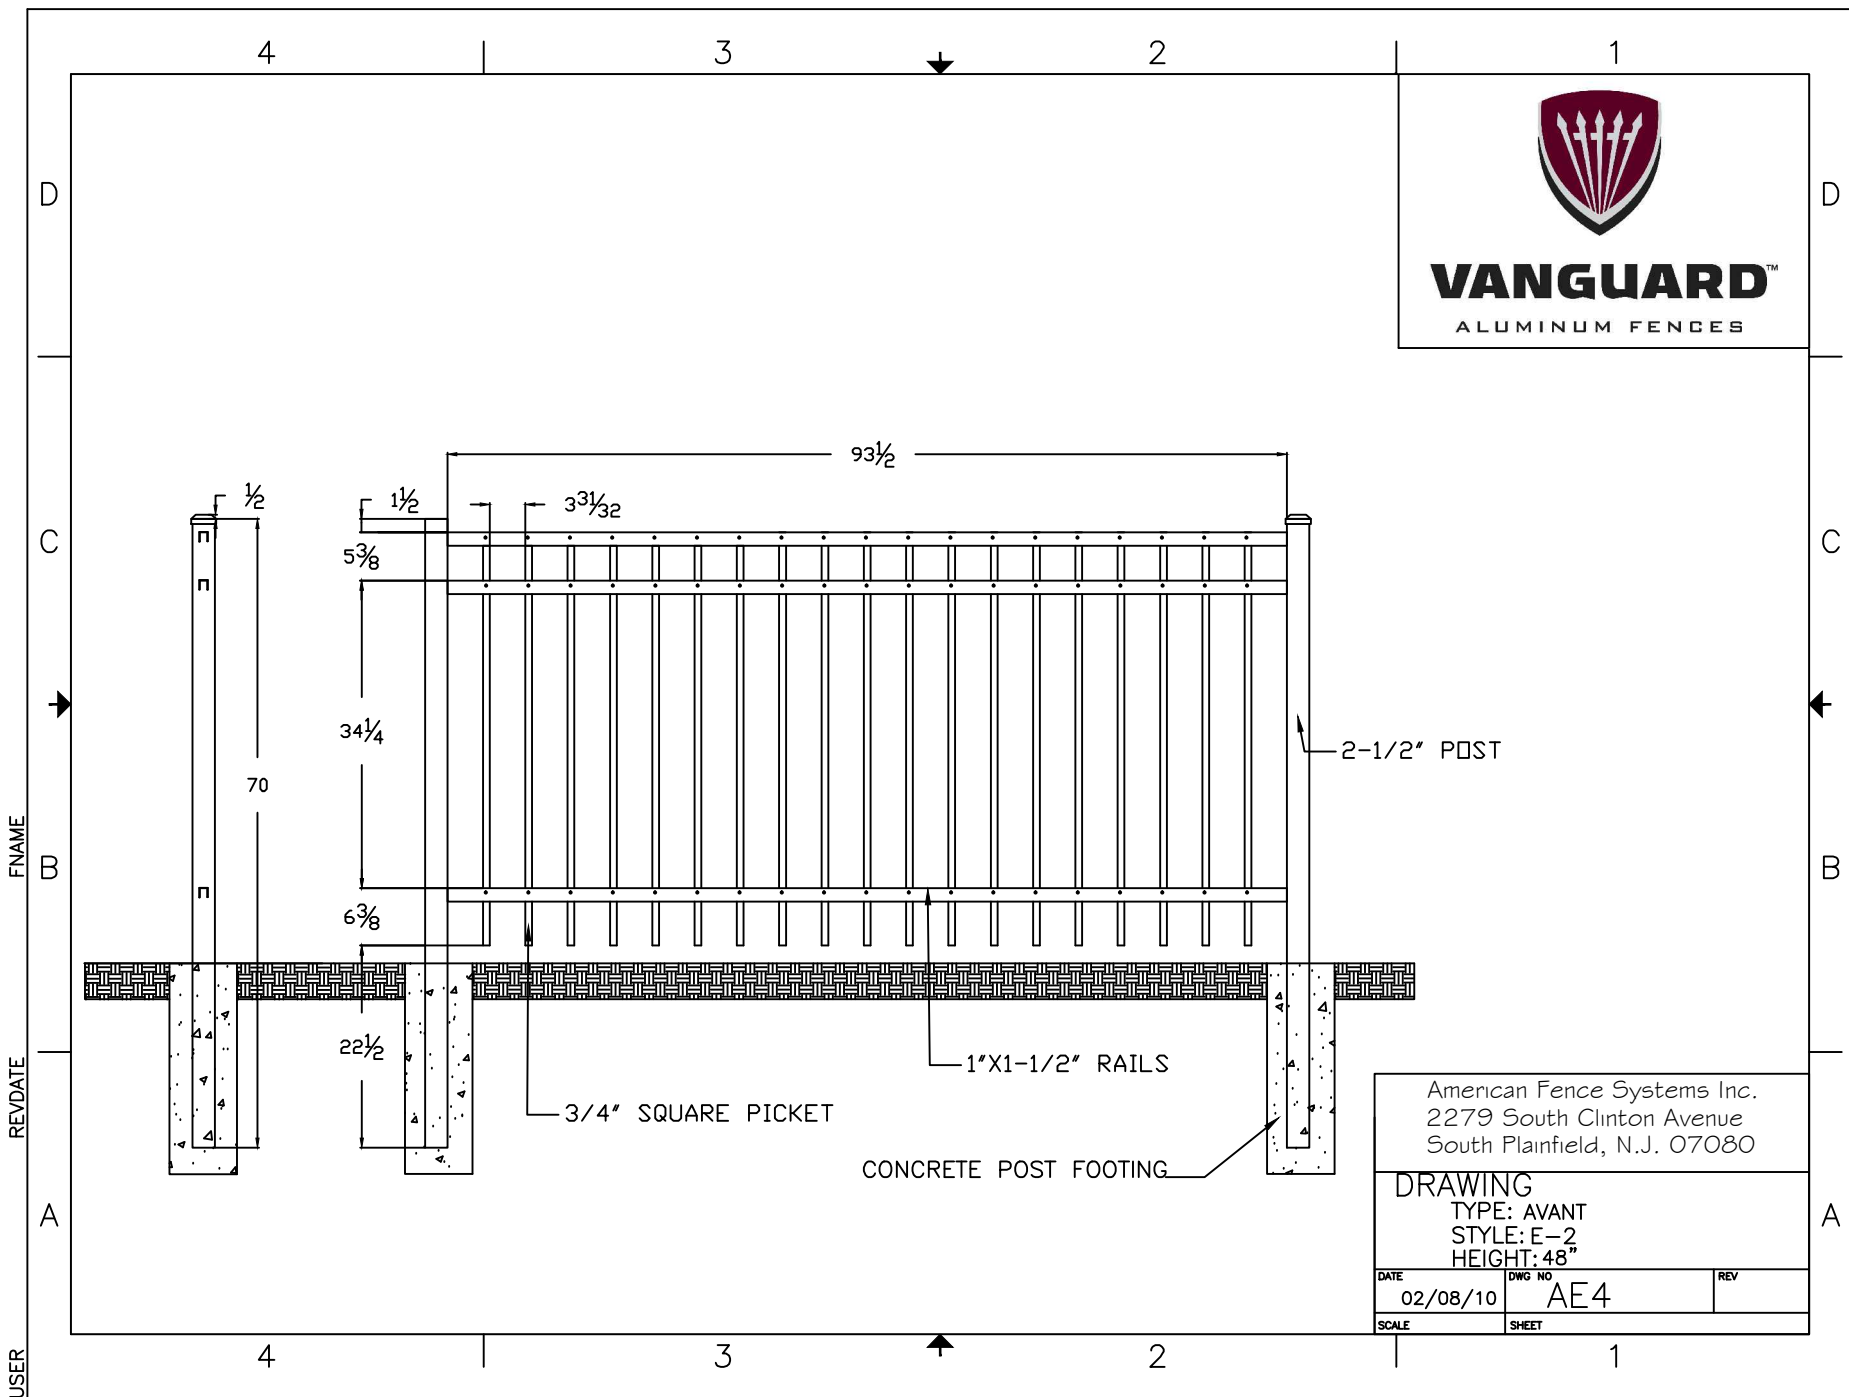 4 3 2 1
D D
VANGUARD™
ALUMINUM FENCES
93½
½
1½
3 31/32
C C
5⅜
34¼
2-1/2" POST
70
FNAME
B B
6⅜
22½
1"X1-1/2" RAILS
3/4" SQUARE PICKET
REVDATE
CONCRETE POST FOOTING
American Fence Systems Inc.
2279 South Clinton Avenue
South Plainfield, N.J. 07080
A A
DRAWING
TYPE: AVANT
STYLE: E-2
HEIGHT: 48"
DATE DWG NO REV
02/08/10 AE4
SCALE SHEET
4 3 2 1
USER